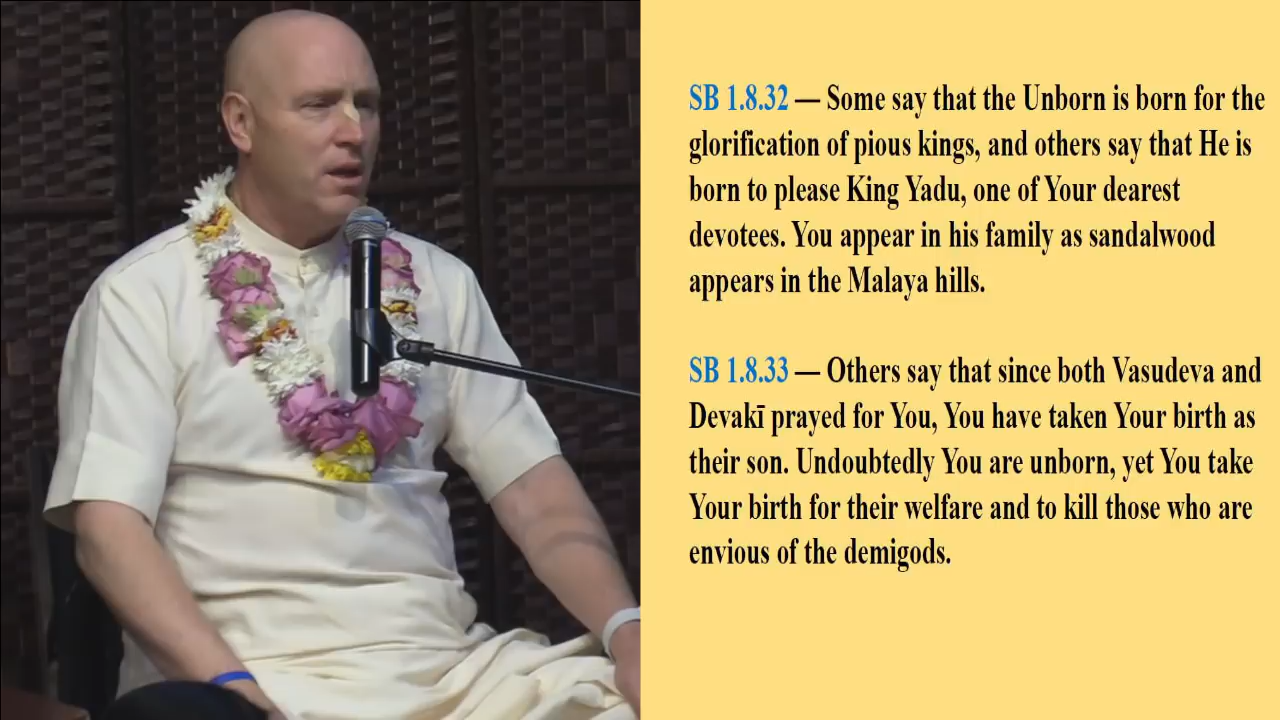 SB 1.8.32 — Some say that the Unborn is born for the
glorification of pious kings, and others say that He is
born to please King Yadu, one of Your dearest
devotees. You appear in his family as sandalwood
appears in the Malaya hills.
SB 1.8.33 — Others say that since both Vasudeva and
Devakī prayed for You, You have taken Your birth as
their son. Undoubtedly You are unborn, yet You take
Your birth for their welfare and to kill those who are
envious of the demigods.